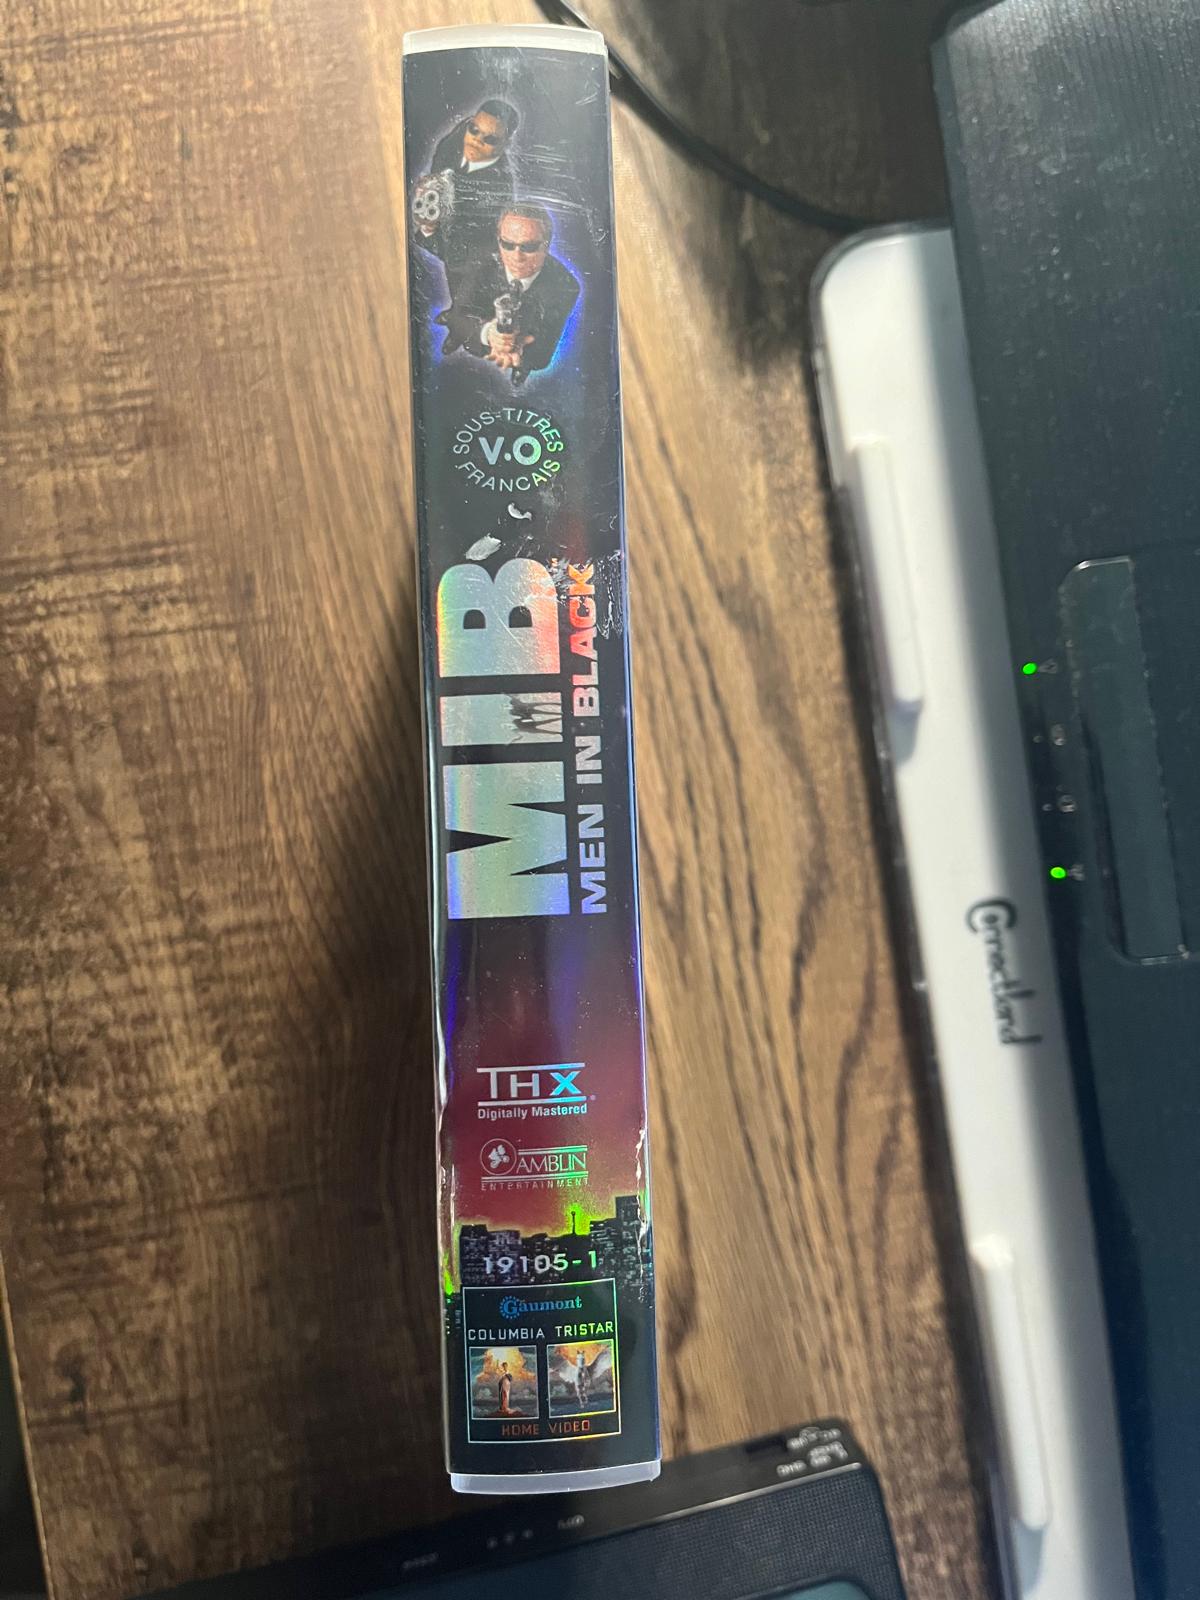 SOUS-TITRES
V.O
FRANCAIS
MIB
MEN IN BLACK
THX
Digitally Mastered
AMBLIN
ENTERTAINMENT
19105-1
Gaumont
COLUMBIA TRISTAR
HOME VIDEO
Connectland